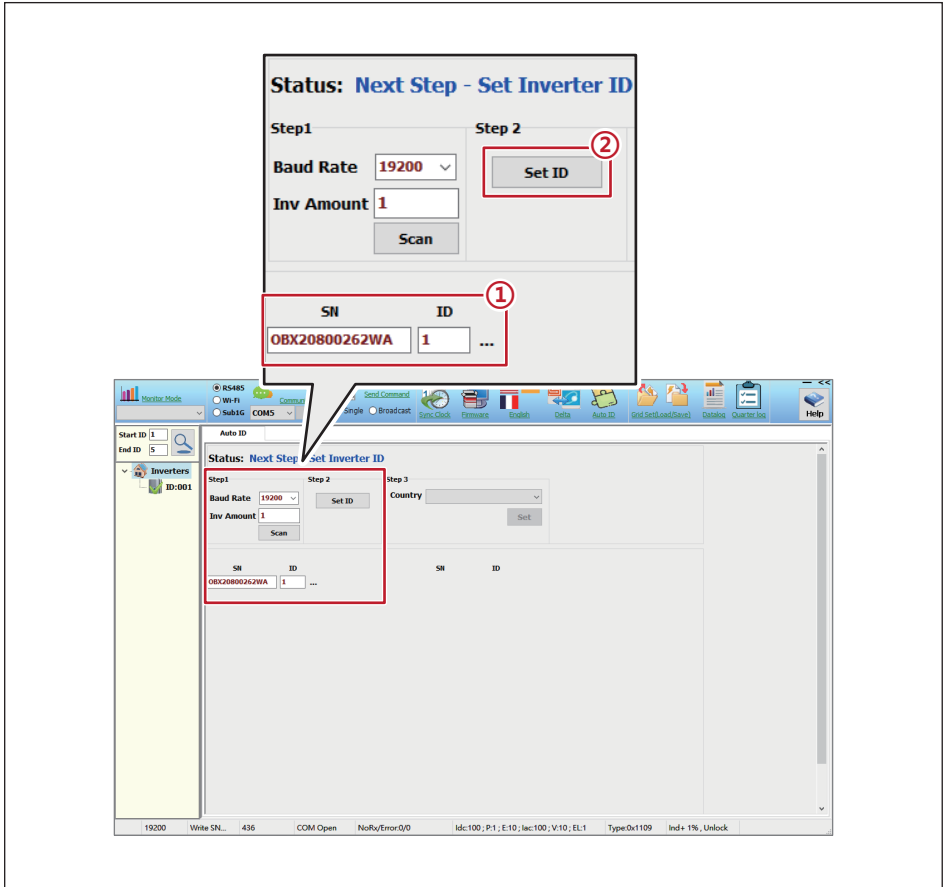 Status: Next Step - Set Inverter ID
Step1
Step 2
②
Baud Rate 19200
Set ID
Inv Amount 1
Scan
①
SN ID
OBX20800262WA 1 ...
Monitor Mode
RS485
Wi-Fi
Sub1G COM5
Send Command
Broadcast
Sync Clock
Firmware
English
Delta
Auto ID
Grid Set(Load/Save)
Datalog
Quarter log
<<
Help
Start ID 1
End ID 5
Inverters
ID:001
Auto ID
Status: Next Step Set Inverter ID
Step1 Step 2 Step 3
Baud Rate 19200 Set ID Country
Inv Amount 1 Set
Scan
SN ID SN ID
OBX20800262WA 1 ...
19200 Write SN... 436 COM Open NoRx/Error:0/0 Idc:100 ; P:1 ; E:10 ; Iac:100 ; V:10 ; EL:1 Type:0x1109 Ind+ 1% , Unlock